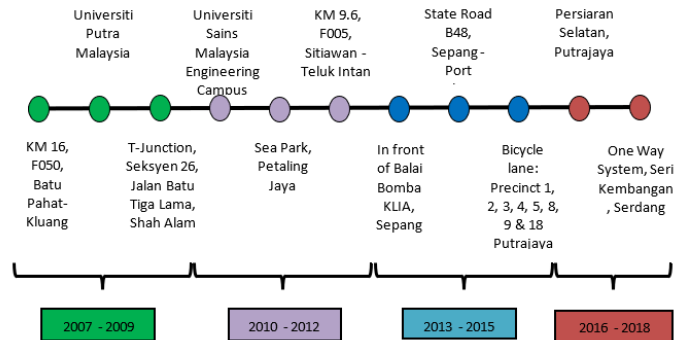 Universiti
Putra
Malaysia
Universiti
Sains
Malaysia
Engineering
Campus
KM 9.6,
F005,
Sitiawan -
Teluk Intan
State Road
B48,
Sepang -
Port
Persiaran
Selatan,
Putrajaya
KM 16,
F050,
Batu
Pahat-
Kluang
T-Junction,
Seksyen 26,
Jalan Batu
Tiga Lama,
Shah Alam
Sea Park,
Petaling
Jaya
In front
of Balai
Bomba
KLIA,
Sepang
Bicycle
lane:
Precinct 1,
2, 3, 4, 5, 8,
9 & 18
Putrajaya
One Way
System, Seri
Kembangan
, Serdang
2007 - 2009
2010 - 2012
2013 - 2015
2016 - 2018